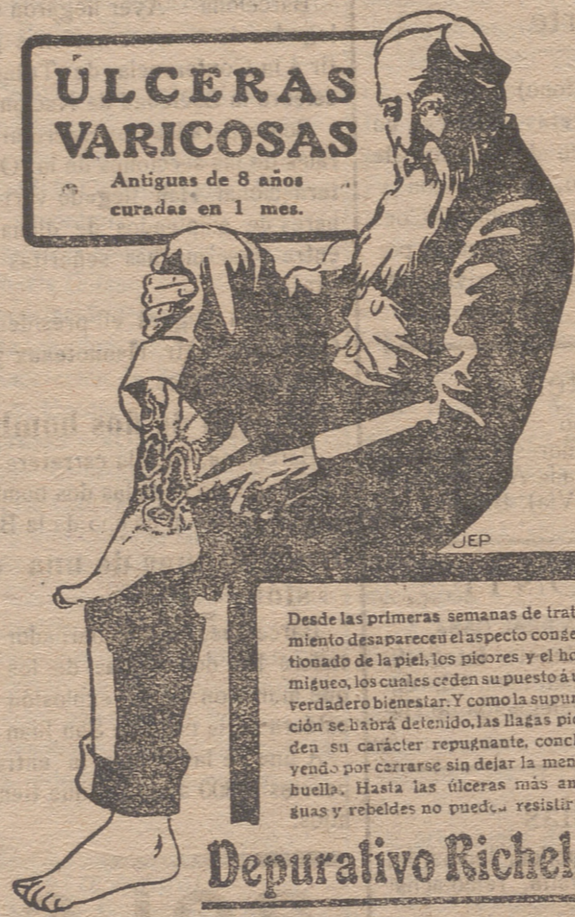 ÚLCERAS
VARICOSAS
Antiguas de 8 años
curadas en 1 mes.
JEP
Desde las primeras semanas de trat
miento desaparecen el aspecto conge
tionado de la piel, los picores y el ho
migueo, los cuales ceden su puesto á u
verdadero bienestar. Y como la supur
ción se habrá detenido, las llagas pie
den su carácter repugnante, concl
yendo por cerrarse sin dejar la men
huella. Hasta las úlceras más an
guas y rebeldes no pueden resistir
Depurativo Richel